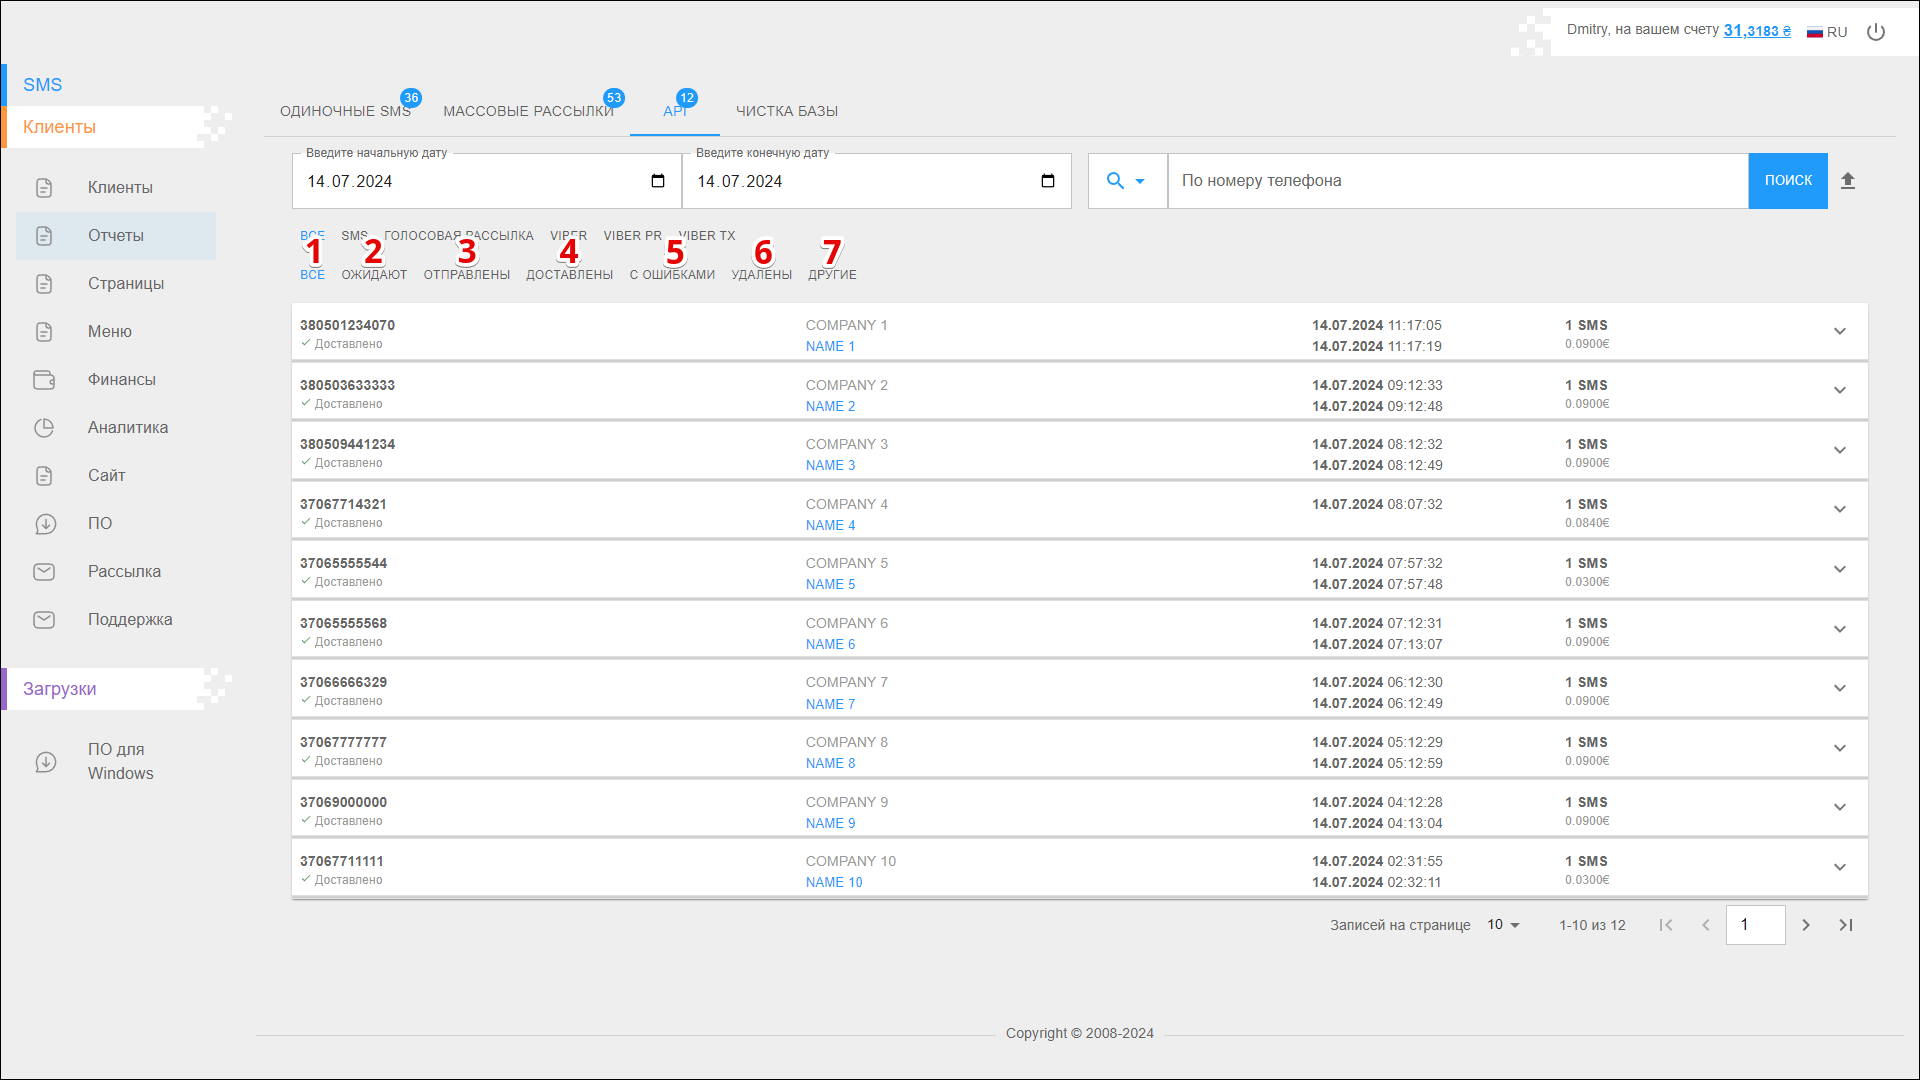 Dmitry, на вашем счету 31,3183 ₴ RU
SMS
Клиенты
Клиенты
Отчеты
Страницы
Меню
Финансы
Аналитика
Сайт
ПО
Рассылка
Поддержка
Загрузки
ПО для
Windows
ОДИНОЧНЫЕ SMS 36 МАССОВЫЕ РАССЫЛКИ 53 API 12 ЧИСТКА БАЗЫ
Введите начальную дату Введите конечную дату
14.07.2024 14.07.2024 По номеру телефона ПОИСК
ВСЕ SMS ГОЛОСОВАЯ РАССЫЛКА VIBER VIBER PR VIBER TX
1 2 3 4 5 6 7
ВСЕ ОЖИДАЮТ ОТПРАВЛЕНЫ ДОСТАВЛЕНЫ С ОШИБКАМИ УДАЛЕНЫ ДРУГИЕ
380501234070 COMPANY 1 14.07.2024 11:17:05 1 SMS
Доставлено NAME 1 14.07.2024 11:17:19 0.0900€
380503633333 COMPANY 2 14.07.2024 09:12:33 1 SMS
Доставлено NAME 2 14.07.2024 09:12:48 0.0900€
380509441234 COMPANY 3 14.07.2024 08:12:32 1 SMS
Доставлено NAME 3 14.07.2024 08:12:49 0.0900€
37067714321 COMPANY 4 14.07.2024 08:07:32 1 SMS
Доставлено NAME 4 0.0840€
37065555544 COMPANY 5 14.07.2024 07:57:32 1 SMS
Доставлено NAME 5 14.07.2024 07:57:48 0.0300€
37065555568 COMPANY 6 14.07.2024 07:12:31 1 SMS
Доставлено NAME 6 14.07.2024 07:13:07 0.0900€
37066666329 COMPANY 7 14.07.2024 06:12:30 1 SMS
Доставлено NAME 7 14.07.2024 06:12:49 0.0900€
37067777777 COMPANY 8 14.07.2024 05:12:29 1 SMS
Доставлено NAME 8 14.07.2024 05:12:59 0.0900€
37069000000 COMPANY 9 14.07.2024 04:12:28 1 SMS
Доставлено NAME 9 14.07.2024 04:13:04 0.0900€
37067711111 COMPANY 10 14.07.2024 02:31:55 1 SMS
Доставлено NAME 10 14.07.2024 02:32:11 0.0300€
Записей на странице 10 1-10 из 12 1
Copyright © 2008-2024